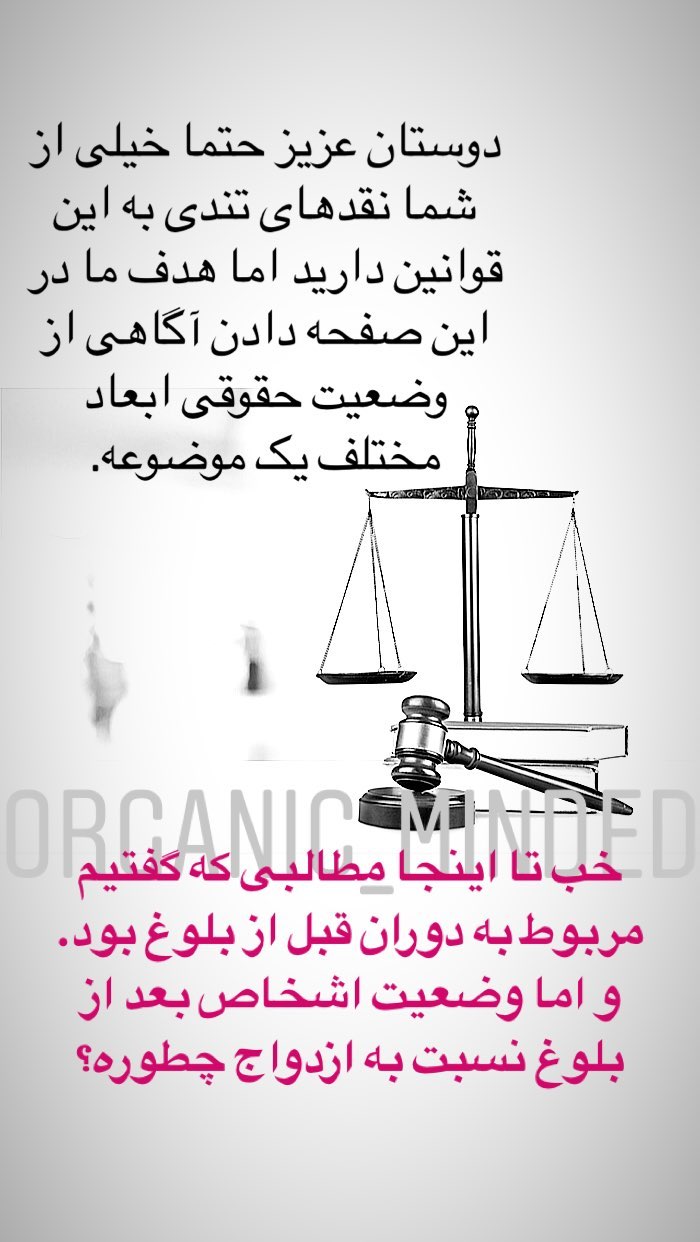 دوستان عزیز حتما خیلی از
شما نقدهای تندی به این
قوانین دارید اما هدف ما در
این صفحه دادن آگاهی از
وضعیت حقوقی ابعاد
مختلف یک موضوعه.
ORGANIC_MINDED
خب تا اینجا مطالبی که گفتیم
مربوط به دوران قبل از بلوغ بود.
و اما وضعیت اشخاص بعد از
بلوغ نسبت به ازدواج چطوره؟